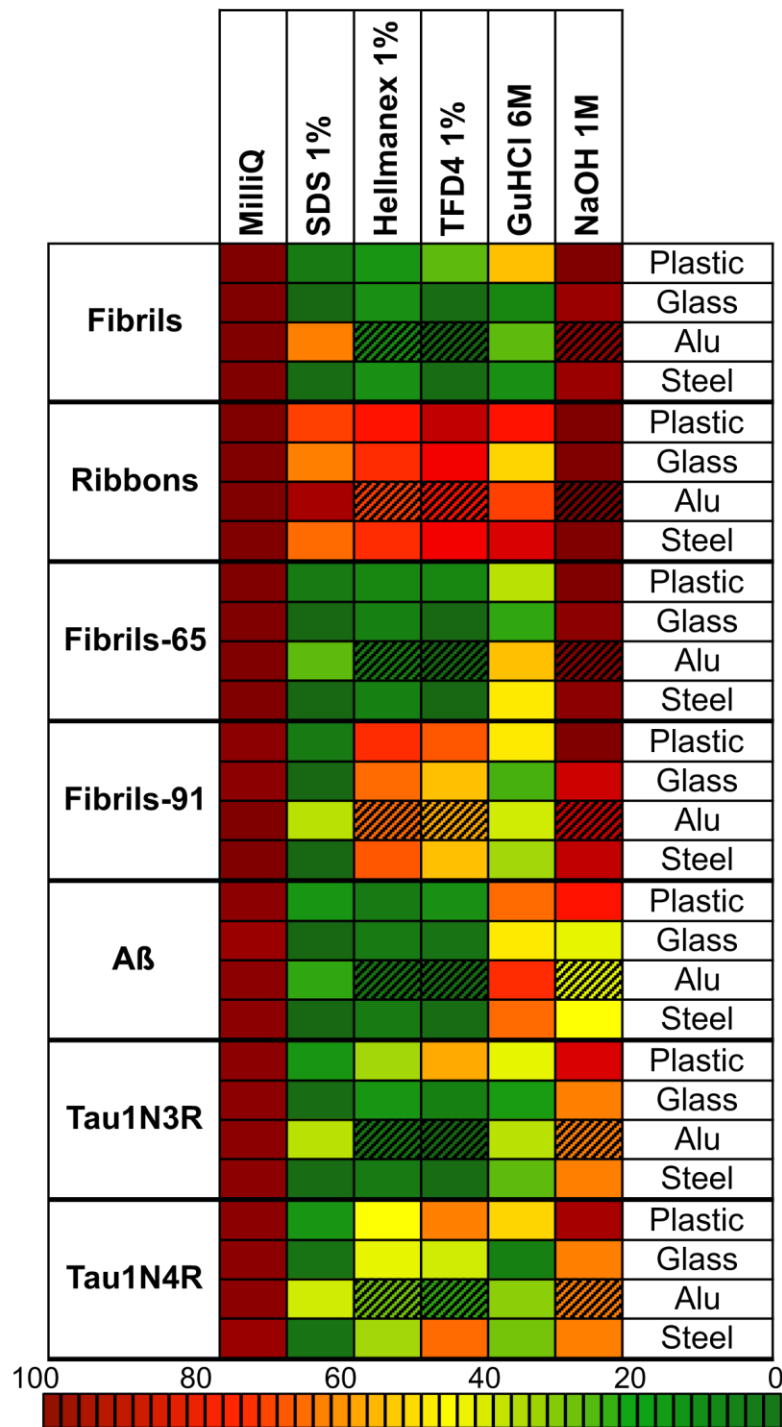 MilliQ
SDS 1%
Hellmanex 1%
TFD4 1%
GuHCl 6M
NaOH 1M
Fibrils
Plastic
Glass
Alu
Steel
Ribbons
Plastic
Glass
Alu
Steel
Fibrils-65
Plastic
Glass
Alu
Steel
Fibrils-91
Plastic
Glass
Alu
Steel
Aß
Plastic
Glass
Alu
Steel
Tau1N3R
Plastic
Glass
Alu
Steel
Tau1N4R
Plastic
Glass
Alu
Steel
100 80 60 40 20 0